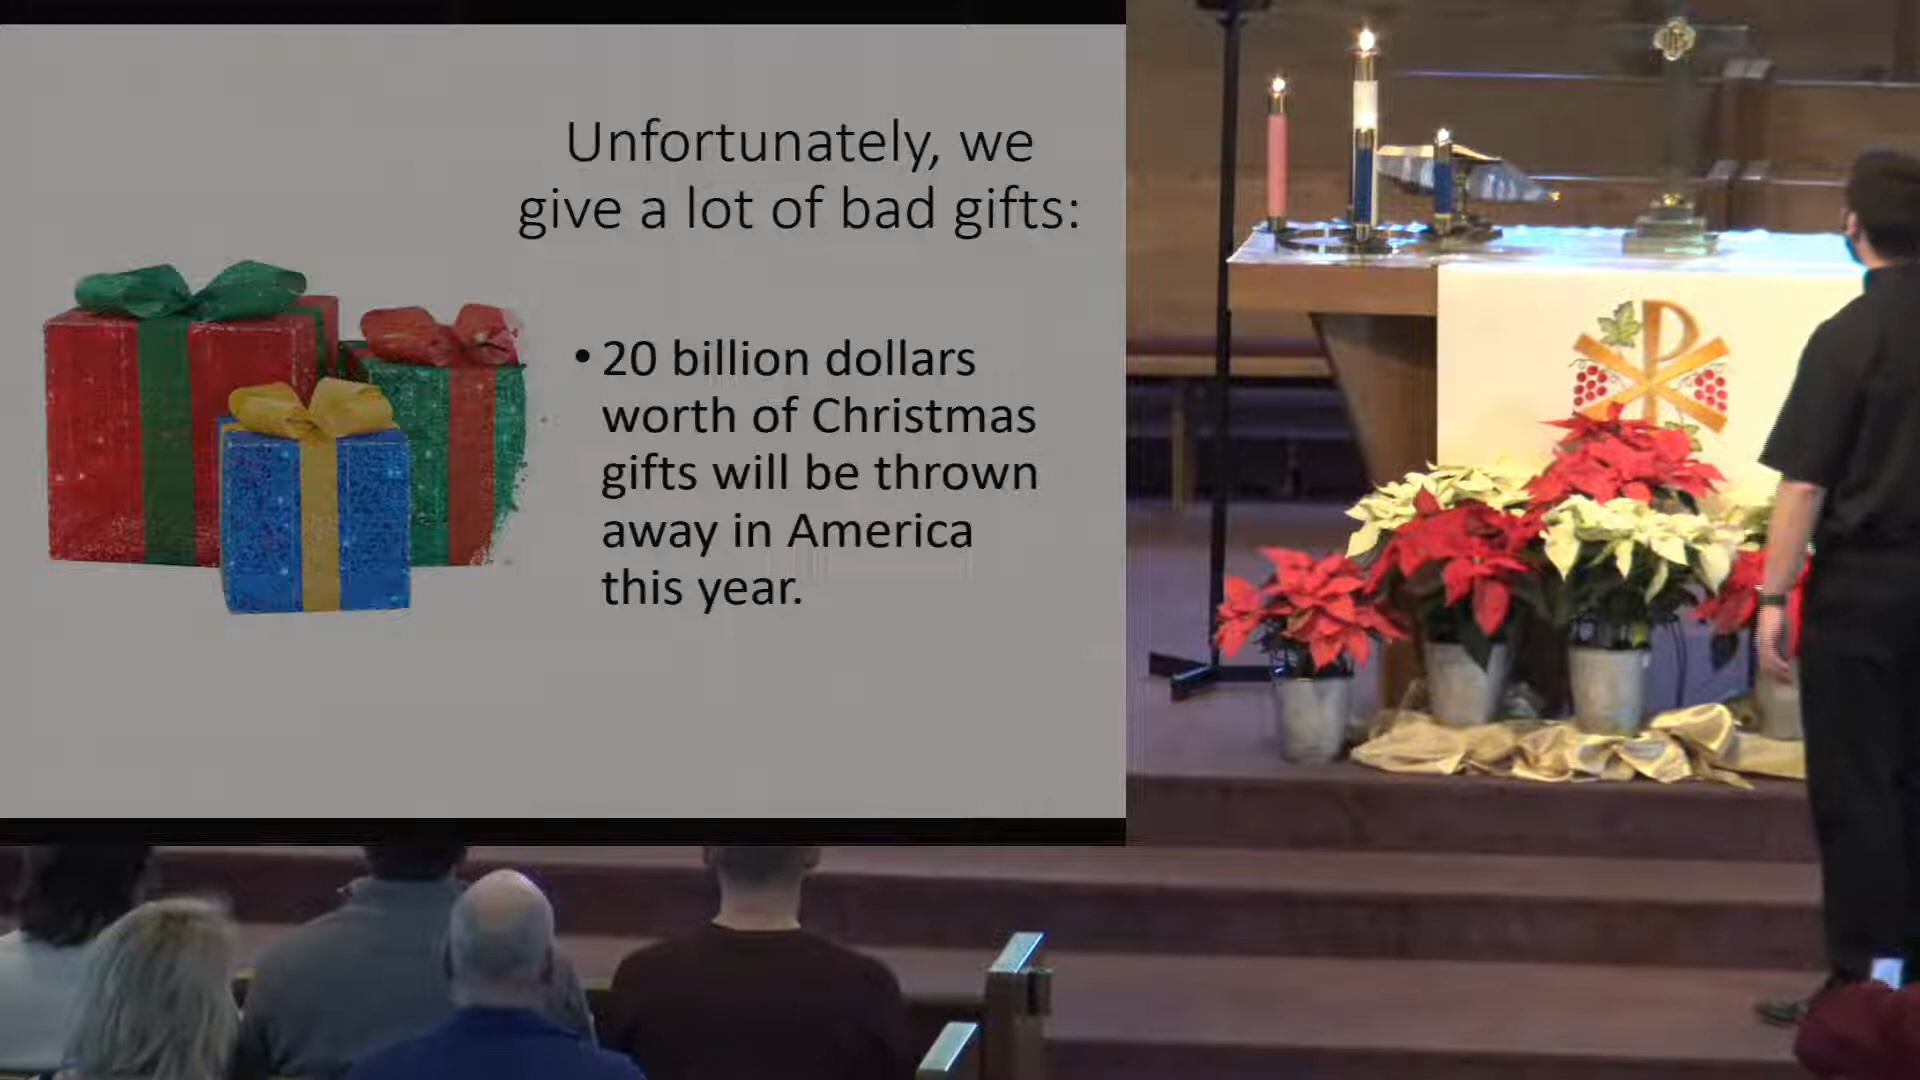 Unfortunately, we
give a lot of bad gifts:
• 20 billion dollars
worth of Christmas
gifts will be thrown
away in America
this year.